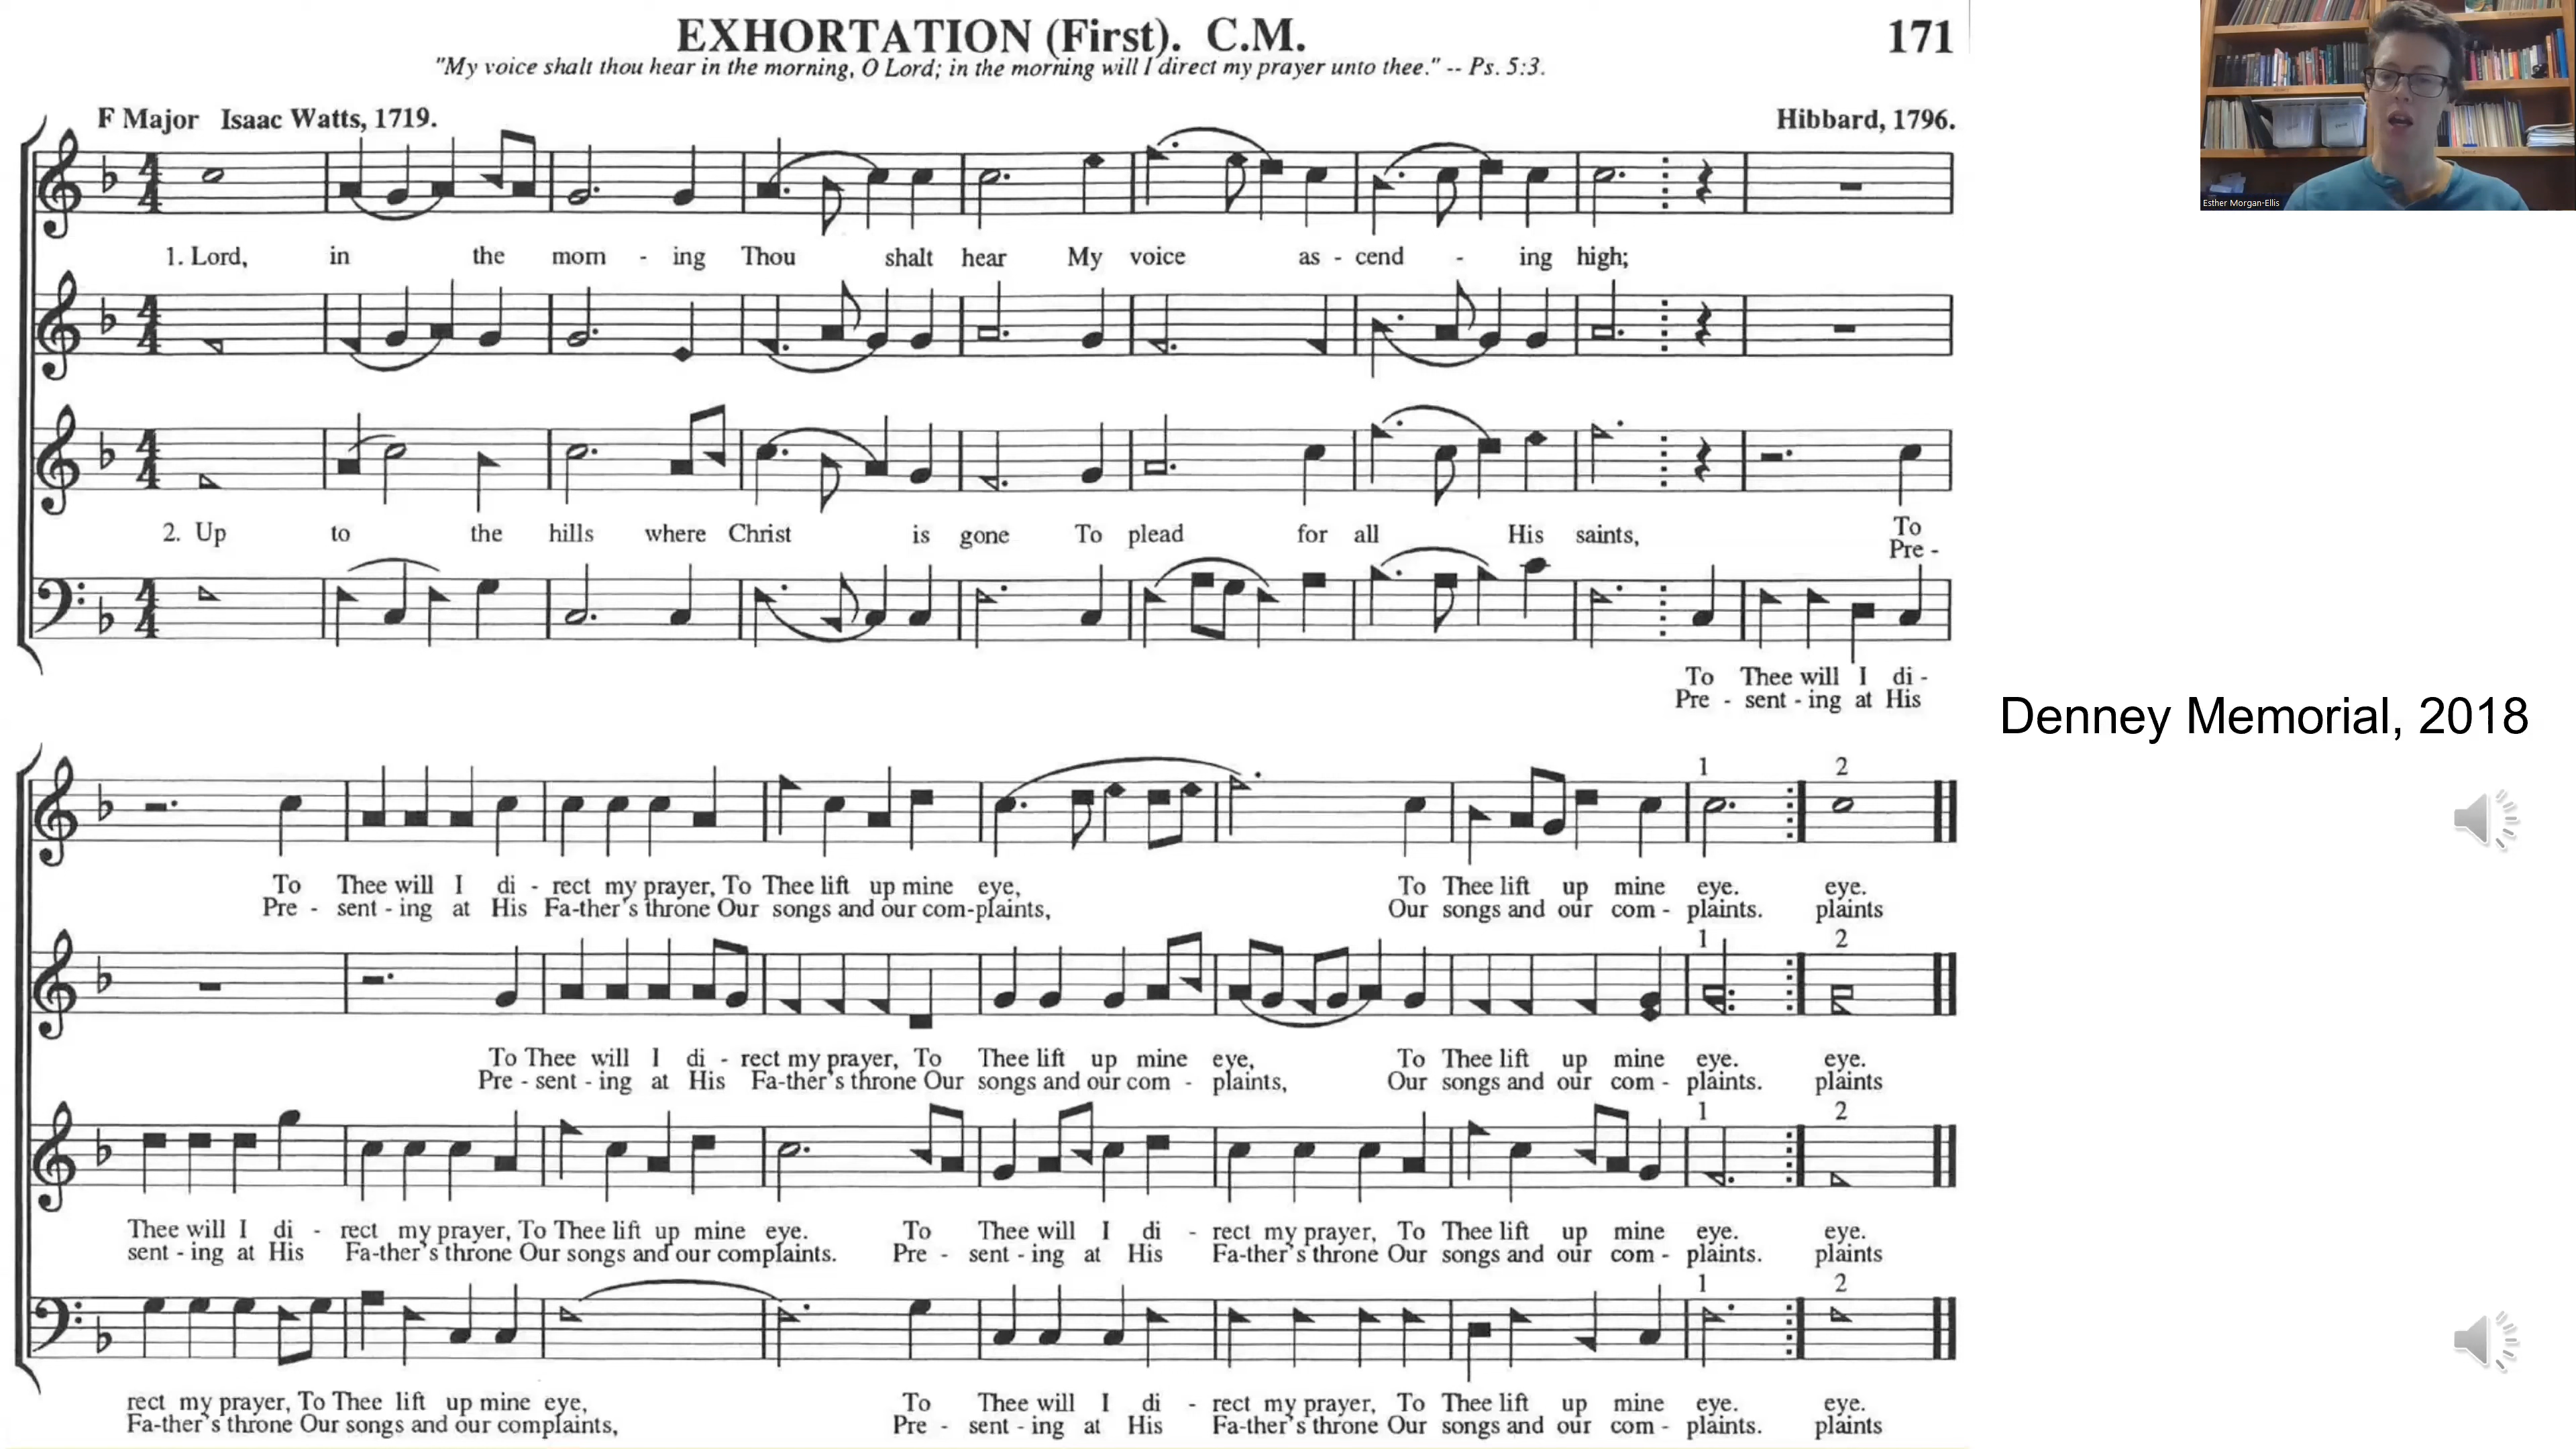 EXHORTATION (First). C.M.
171
"My voice shalt thou hear in the morning, O Lord; in the morning will I direct my prayer unto thee." -- Ps. 5:3.
F Major Isaac Watts, 1719.
Hibbard, 1796.
1. Lord, in the morn - ing Thou shalt hear My voice as - cend - ing high;
2. Up to the hills where Christ is gone To plead for all His saints, To
Pre -
To Thee will I di -
Pre - sent - ing at His
1 2
To Thee will I di - rect my prayer, To Thee lift up mine eye, To Thee lift up mine eye. eye.
Pre - sent - ing at His Fa-ther's throne Our songs and our com-plaints, Our songs and our com - plaints. plaints
1 2
To Thee will I di - rect my prayer, To Thee lift up mine eye, To Thee lift up mine eye. eye.
Pre - sent - ing at His Fa-ther's throne Our songs and our com - plaints, Our songs and our com - plaints. plaints
1 2
Thee will I di - rect my prayer, To Thee lift up mine eye. To Thee will I di - rect my prayer, To Thee lift up mine eye. eye.
sent - ing at His Fa-ther's throne Our songs and our complaints. Pre - sent - ing at His Fa-ther's throne Our songs and our com - plaints. plaints
1 2
rect my prayer, To Thee lift up mine eye, To Thee will I di - rect my prayer, To Thee lift up mine eye. eye.
Fa-ther's throne Our songs and our complaints, Pre - sent - ing at His Fa-ther's throne Our songs and our com - plaints. plaints
Esther Morgan-Ellis
Denney Memorial, 2018